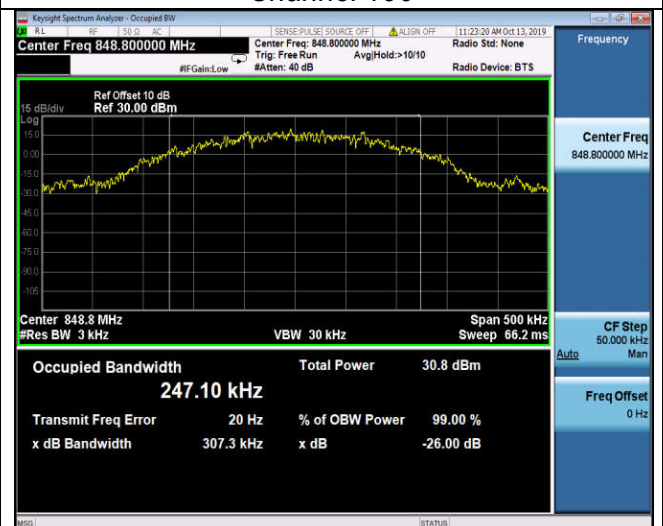 Keysight Spectrum Analyzer - Occupied BW
RL RF 50 Ω AC SENSE:PULSE SOURCE OFF ALIGN OFF 11:23:20 AM Oct 13, 2019
Center Freq 848.800000 MHz Center Freq: 848.800000 MHz Radio Std: None
Trig: Free Run Avg|Hold:>10/10
#IFGain:Low #Atten: 40 dB Radio Device: BTS
Frequency
Ref Offset 10 dB
15 dB/div Ref 30.00 dBm
Log
15.0
0.00
-15.0
-30.0
-45.0
-60.0
-75.0
-90.0
-105
Center 848.8 MHz Span 500 kHz
#Res BW 3 kHz VBW 30 kHz Sweep 66.2 ms
Center Freq
848.800000 MHz
CF Step
50.000 kHz
Auto Man
Freq Offset
0 Hz
Occupied Bandwidth Total Power 30.8 dBm
247.10 kHz
Transmit Freq Error 20 Hz % of OBW Power 99.00 %
x dB Bandwidth 307.3 kHz x dB -26.00 dB
MSG STATUS